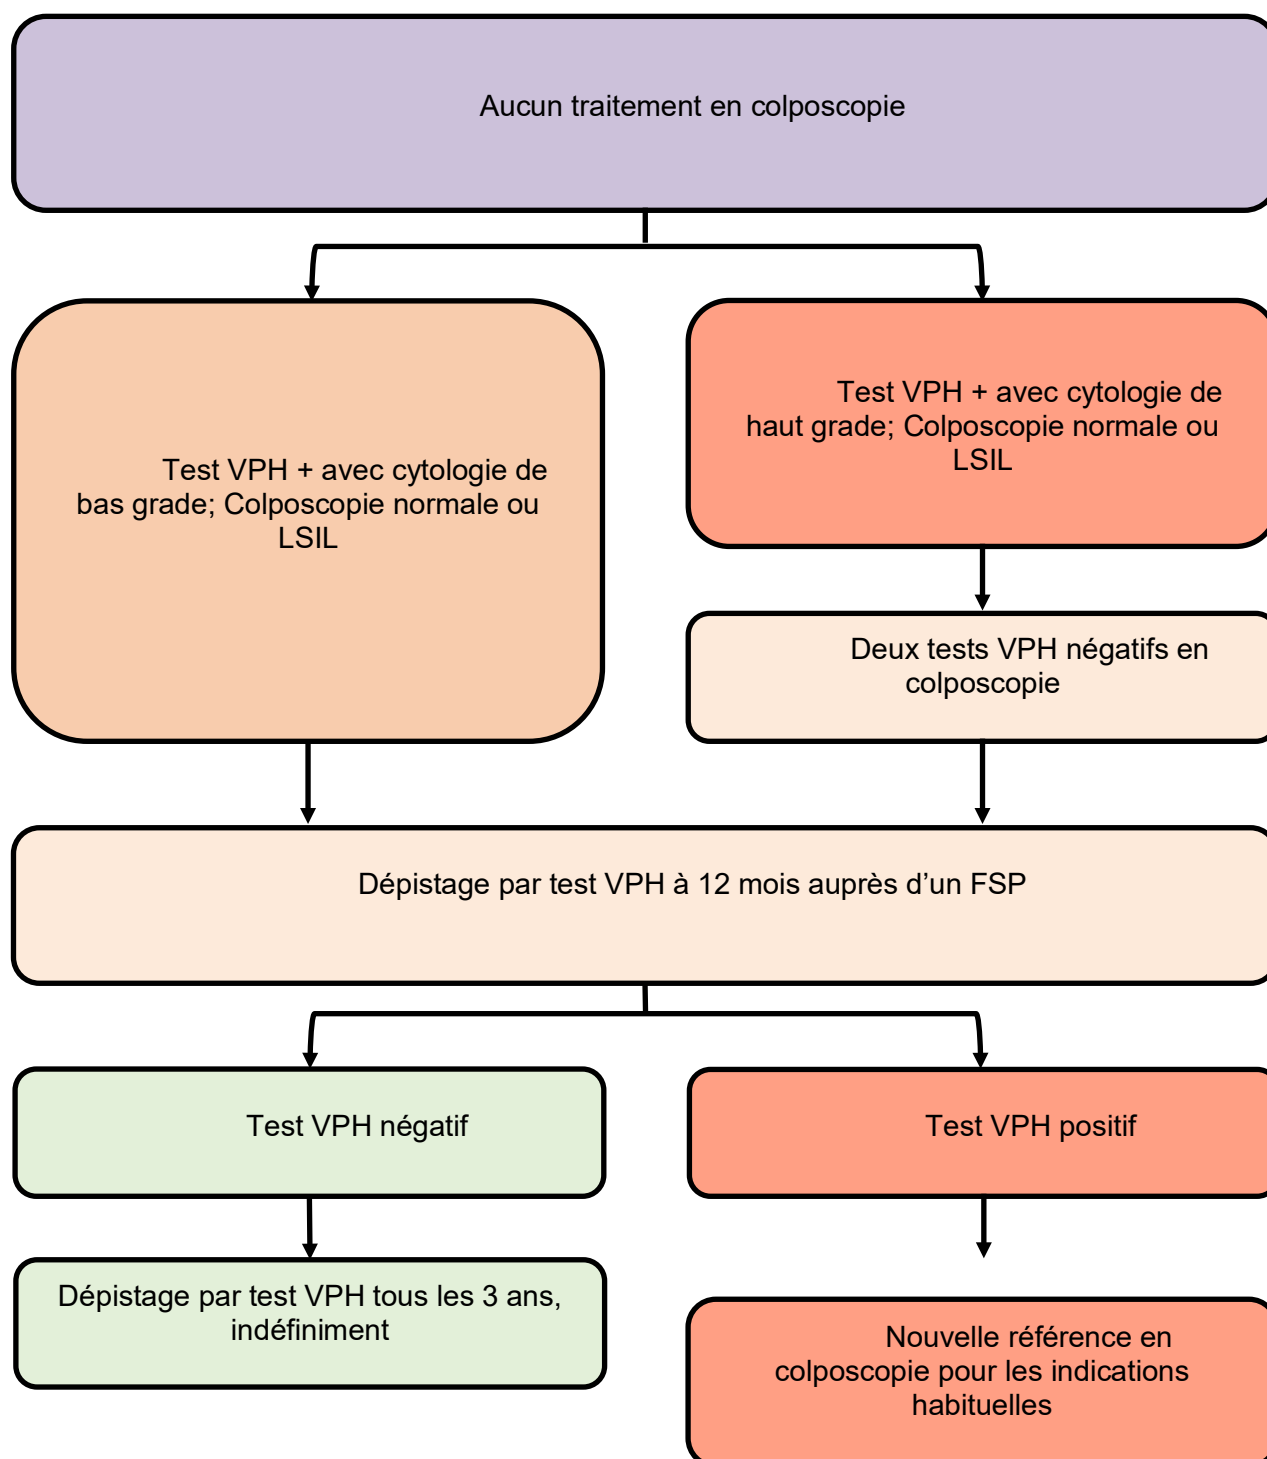 Aucun traitement en colposcopie
Test VPH + avec cytologie de
bas grade; Colposcopie normale ou
LSIL
Test VPH + avec cytologie de
haut grade; Colposcopie normale ou
LSIL
Deux tests VPH négatifs en
colposcopie
Dépistage par test VPH à 12 mois auprès d’un FSP
Test VPH négatif
Test VPH positif
Dépistage par test VPH tous les 3 ans,
indéfiniment
Nouvelle référence en
colposcopie pour les indications
habituelles